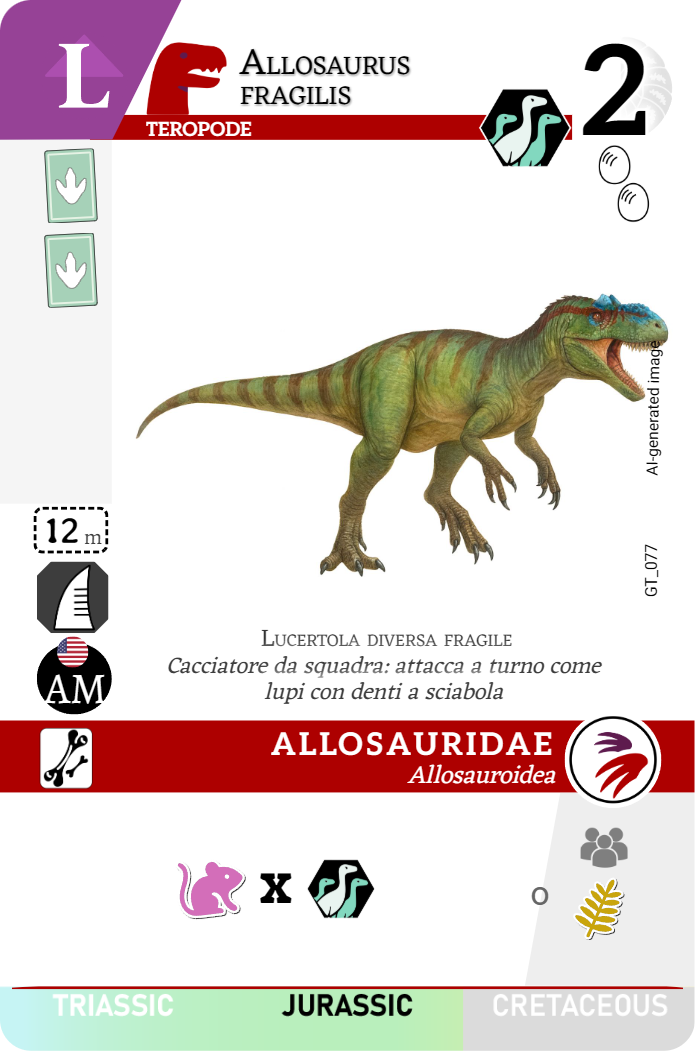 L
ALLOSAURUS
FRAGILIS
2
TEROPODE
AI-generated image
GT_077
12 m
AM
LUCERTOLA DIVERSA FRAGILE
Cacciatore da squadra: attacca a turno come
lupi con denti a sciabola
ALLOSAURIDAE
Allosauroidea
x
o
TRIASSIC JURASSIC CRETACEOUS